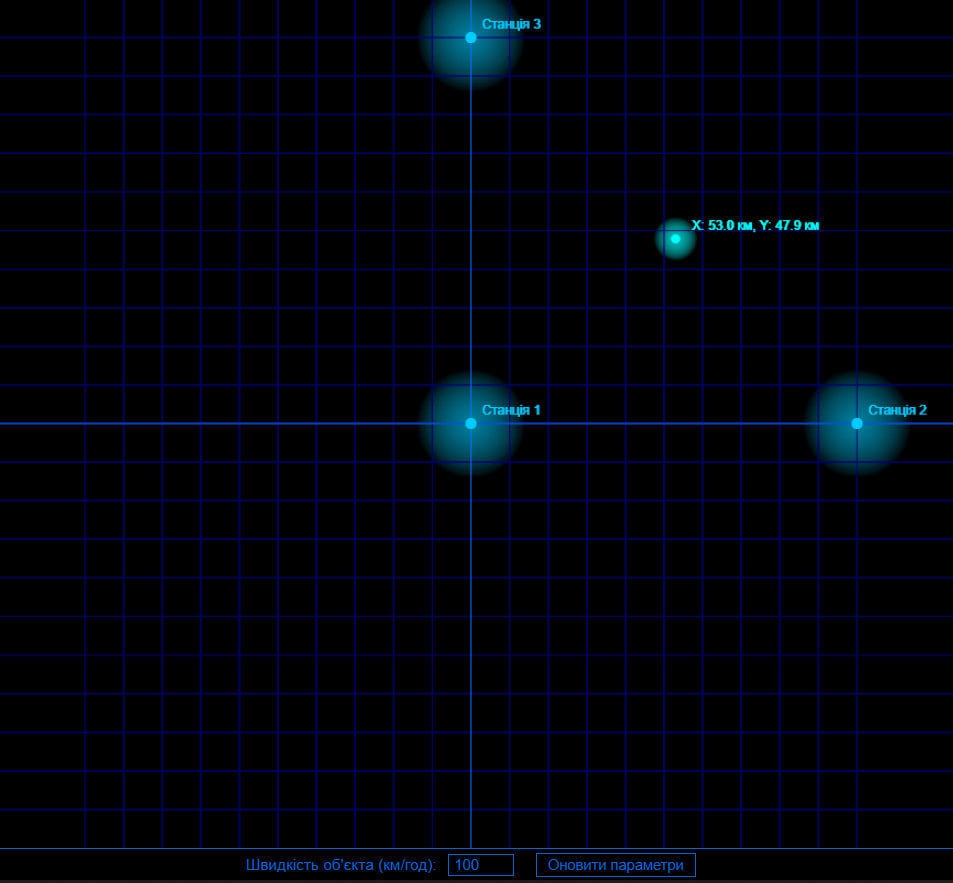 Станція 3
X: 53.0 км, Y: 47.9 км
Станція 1
Станція 2
Швидкість об'єкта (км/год): 100 Оновити параметри